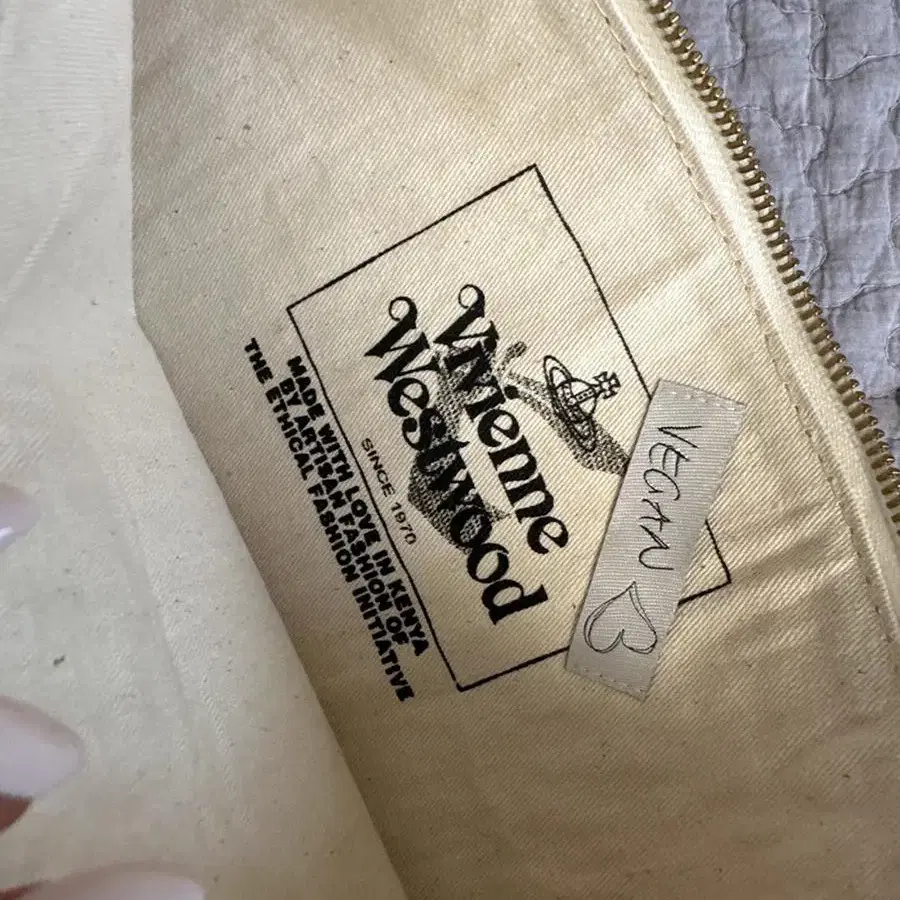 Vivienne
Westwood
SINCE 1970
MADE WITH LOVE IN KENYA
BY ARTISAN FASHION OF
THE ETHICAL FASHION INITIATIVE
VEGAN